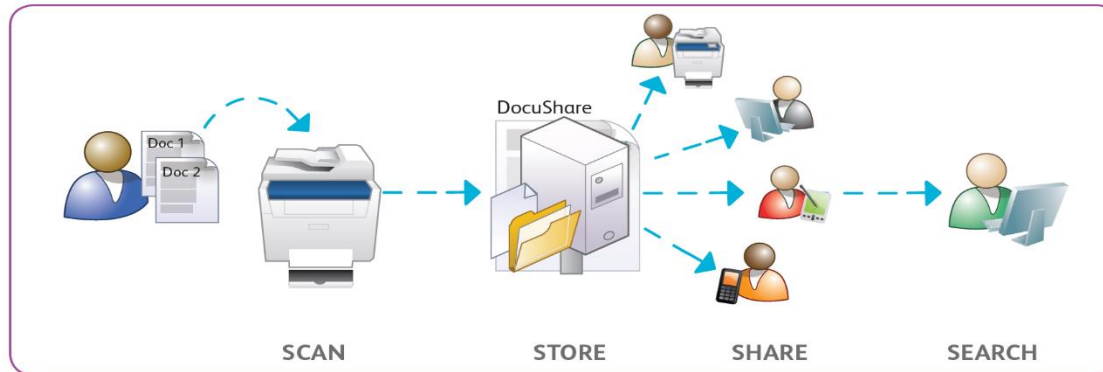 DocuShare
Doc 1
Doc 2
SCAN
STORE
SHARE
SEARCH